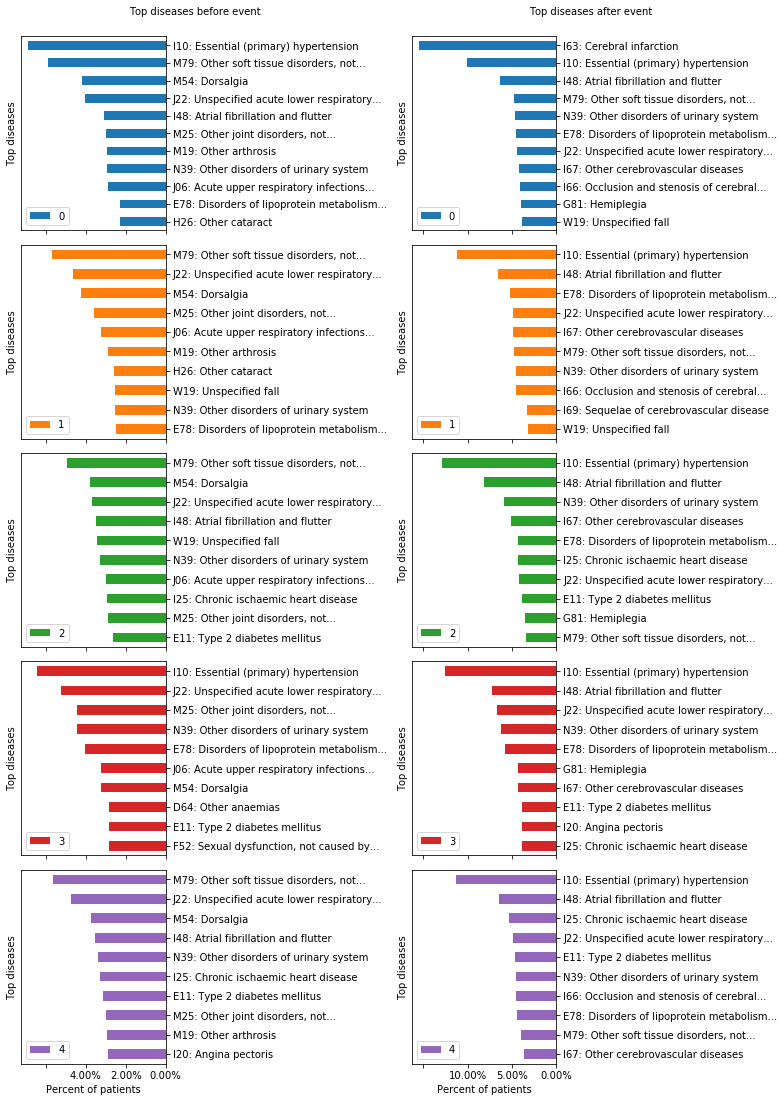 Top diseases before event
Top diseases
I10: Essential (primary) hypertension
M79: Other soft tissue disorders, not...
M54: Dorsalgia
J22: Unspecified acute lower respiratory...
I48: Atrial fibrillation and flutter
M25: Other joint disorders, not...
M19: Other arthrosis
N39: Other disorders of urinary system
J06: Acute upper respiratory infections...
E78: Disorders of lipoprotein metabolism...
H26: Other cataract
0
Top diseases after event
Top diseases
I63: Cerebral infarction
I10: Essential (primary) hypertension
I48: Atrial fibrillation and flutter
M79: Other soft tissue disorders, not...
N39: Other disorders of urinary system
E78: Disorders of lipoprotein metabolism...
J22: Unspecified acute lower respiratory...
I67: Other cerebrovascular diseases
I66: Occlusion and stenosis of cerebral...
G81: Hemiplegia
W19: Unspecified fall
0
Top diseases
M79: Other soft tissue disorders, not...
J22: Unspecified acute lower respiratory...
M54: Dorsalgia
M25: Other joint disorders, not...
J06: Acute upper respiratory infections...
M19: Other arthrosis
H26: Other cataract
W19: Unspecified fall
N39: Other disorders of urinary system
E78: Disorders of lipoprotein metabolism...
1
Top diseases
I10: Essential (primary) hypertension
I48: Atrial fibrillation and flutter
E78: Disorders of lipoprotein metabolism...
J22: Unspecified acute lower respiratory...
I67: Other cerebrovascular diseases
M79: Other soft tissue disorders, not...
N39: Other disorders of urinary system
I66: Occlusion and stenosis of cerebral...
I69: Sequelae of cerebrovascular disease
W19: Unspecified fall
1
Top diseases
M79: Other soft tissue disorders, not...
M54: Dorsalgia
J22: Unspecified acute lower respiratory...
I48: Atrial fibrillation and flutter
W19: Unspecified fall
N39: Other disorders of urinary system
J06: Acute upper respiratory infections...
I25: Chronic ischaemic heart disease
M25: Other joint disorders, not...
E11: Type 2 diabetes mellitus
2
Top diseases
I10: Essential (primary) hypertension
I48: Atrial fibrillation and flutter
N39: Other disorders of urinary system
I67: Other cerebrovascular diseases
E78: Disorders of lipoprotein metabolism...
I25: Chronic ischaemic heart disease
J22: Unspecified acute lower respiratory...
E11: Type 2 diabetes mellitus
G81: Hemiplegia
M79: Other soft tissue disorders, not...
2
Top diseases
I10: Essential (primary) hypertension
J22: Unspecified acute lower respiratory...
M25: Other joint disorders, not...
N39: Other disorders of urinary system
E78: Disorders of lipoprotein metabolism...
J06: Acute upper respiratory infections...
M54: Dorsalgia
D64: Other anaemias
E11: Type 2 diabetes mellitus
F52: Sexual dysfunction, not caused by...
3
Top diseases
I10: Essential (primary) hypertension
I48: Atrial fibrillation and flutter
J22: Unspecified acute lower respiratory...
N39: Other disorders of urinary system
E78: Disorders of lipoprotein metabolism...
G81: Hemiplegia
I67: Other cerebrovascular diseases
E11: Type 2 diabetes mellitus
I20: Angina pectoris
I25: Chronic ischaemic heart disease
3
Top diseases
M79: Other soft tissue disorders, not...
J22: Unspecified acute lower respiratory...
M54: Dorsalgia
I48: Atrial fibrillation and flutter
N39: Other disorders of urinary system
I25: Chronic ischaemic heart disease
E11: Type 2 diabetes mellitus
M25: Other joint disorders, not...
M19: Other arthrosis
I20: Angina pectoris
4
4.00% 2.00% 0.00%
Percent of patients
Top diseases
I10: Essential (primary) hypertension
I48: Atrial fibrillation and flutter
I25: Chronic ischaemic heart disease
J22: Unspecified acute lower respiratory...
E11: Type 2 diabetes mellitus
N39: Other disorders of urinary system
I66: Occlusion and stenosis of cerebral...
E78: Disorders of lipoprotein metabolism...
M79: Other soft tissue disorders, not...
I67: Other cerebrovascular diseases
4
10.00% 5.00% 0.00%
Percent of patients